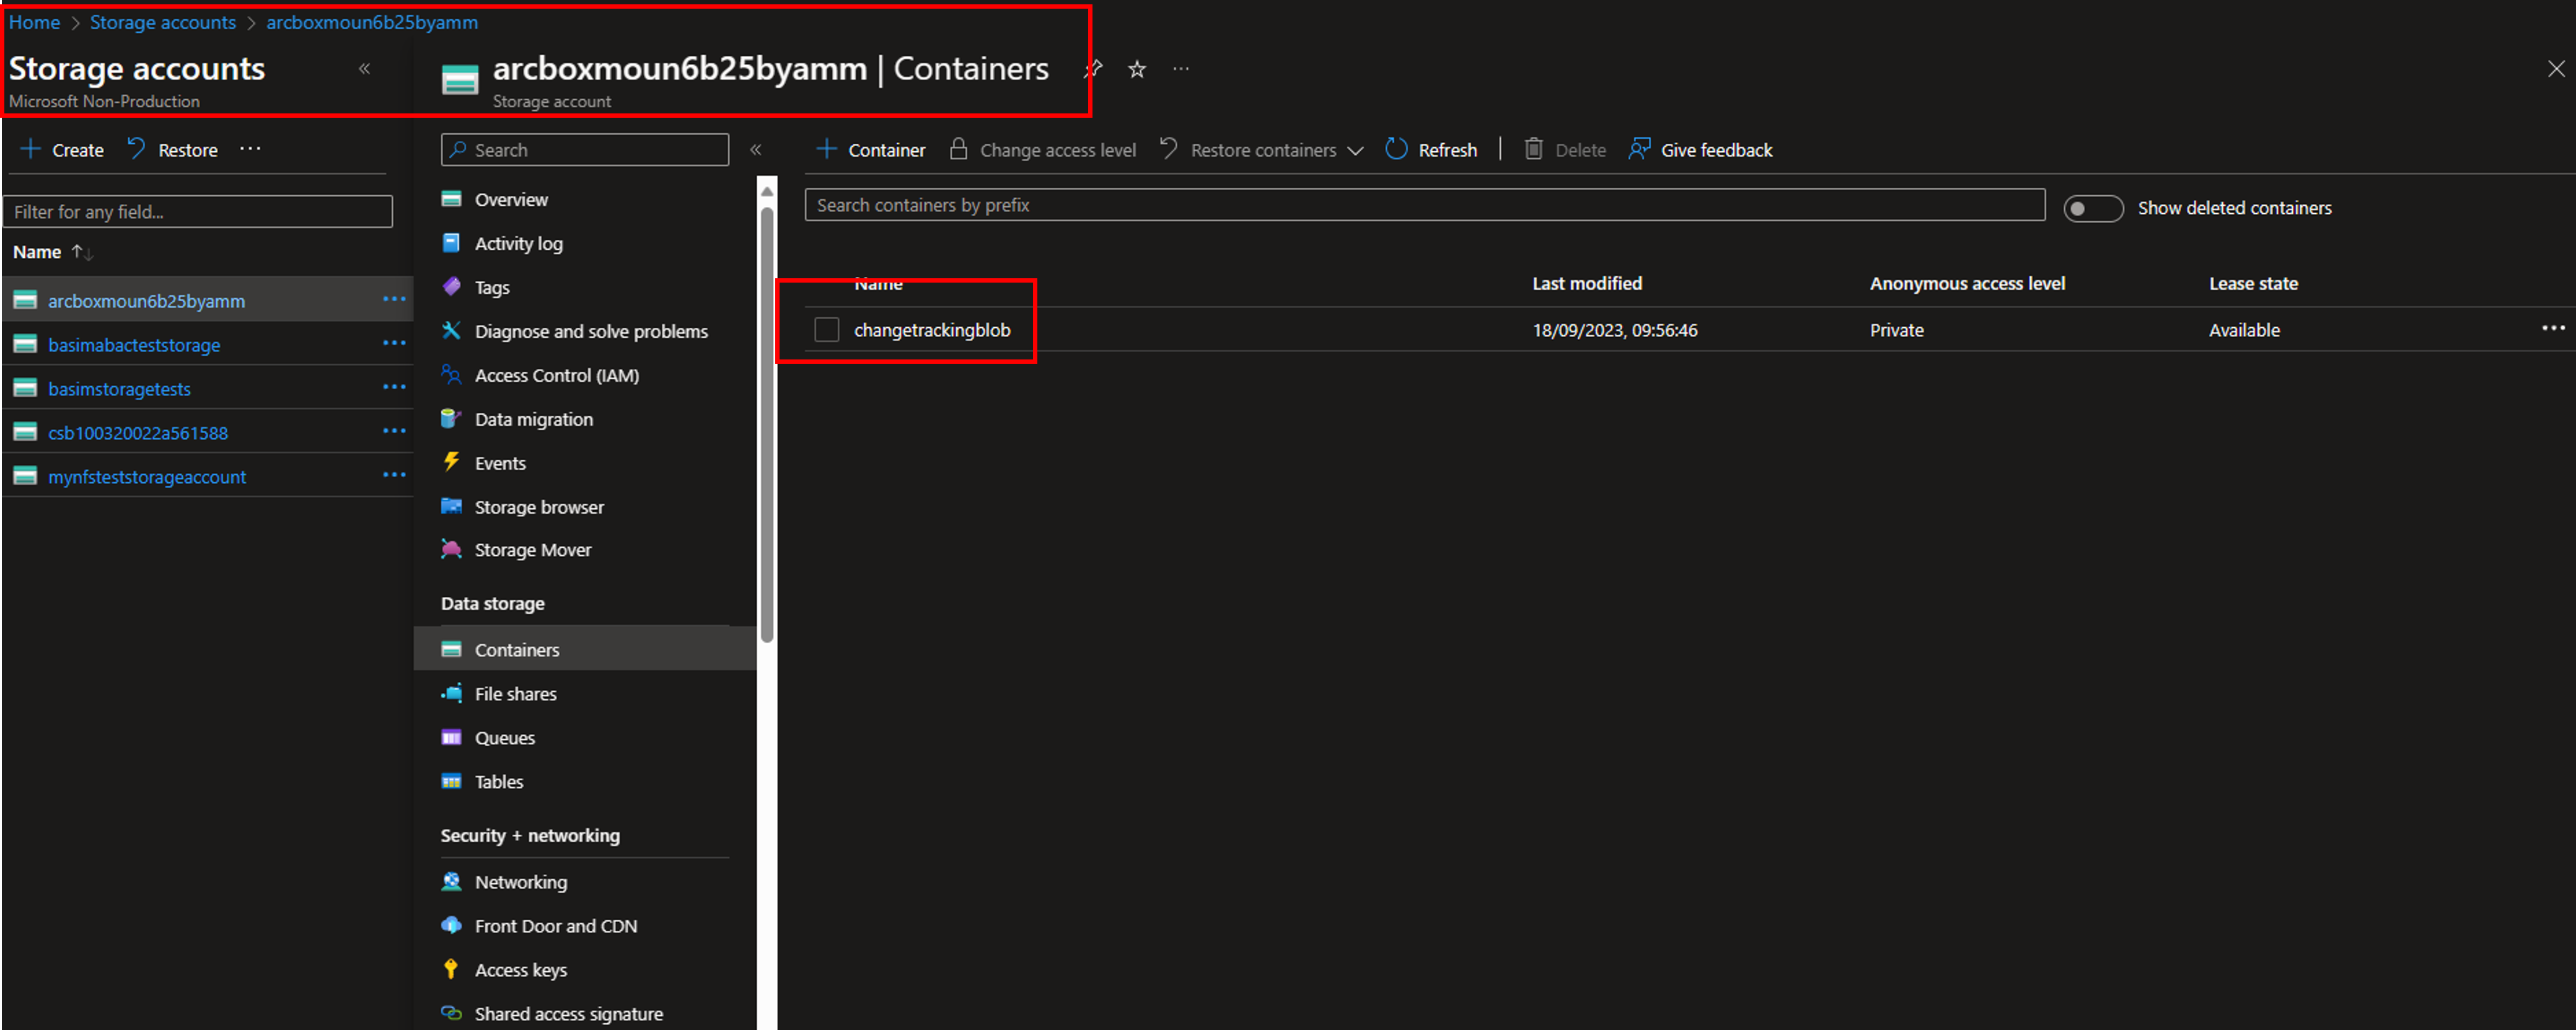 Home > Storage accounts > arcboxmoun6b25byamm
Storage accounts
Microsoft Non-Production
arcboxmoun6b25byamm | Containers
Storage account
Create
Restore
Filter for any field...
Name
arcboxmoun6b25byamm
basimabacteststorage
basimstoragetests
csb100320022a561588
mynfsteststorageaccount
Search
Overview
Activity log
Tags
Diagnose and solve problems
Access Control (IAM)
Data migration
Events
Storage browser
Storage Mover
Data storage
Containers
File shares
Queues
Tables
Security + networking
Networking
Front Door and CDN
Access keys
Shared access signature
Container
Change access level
Restore containers
Refresh
Delete
Give feedback
Search containers by prefix
Show deleted containers
Name Last modified Anonymous access level Lease state
changetrackingblob 18/09/2023, 09:56:46 Private Available